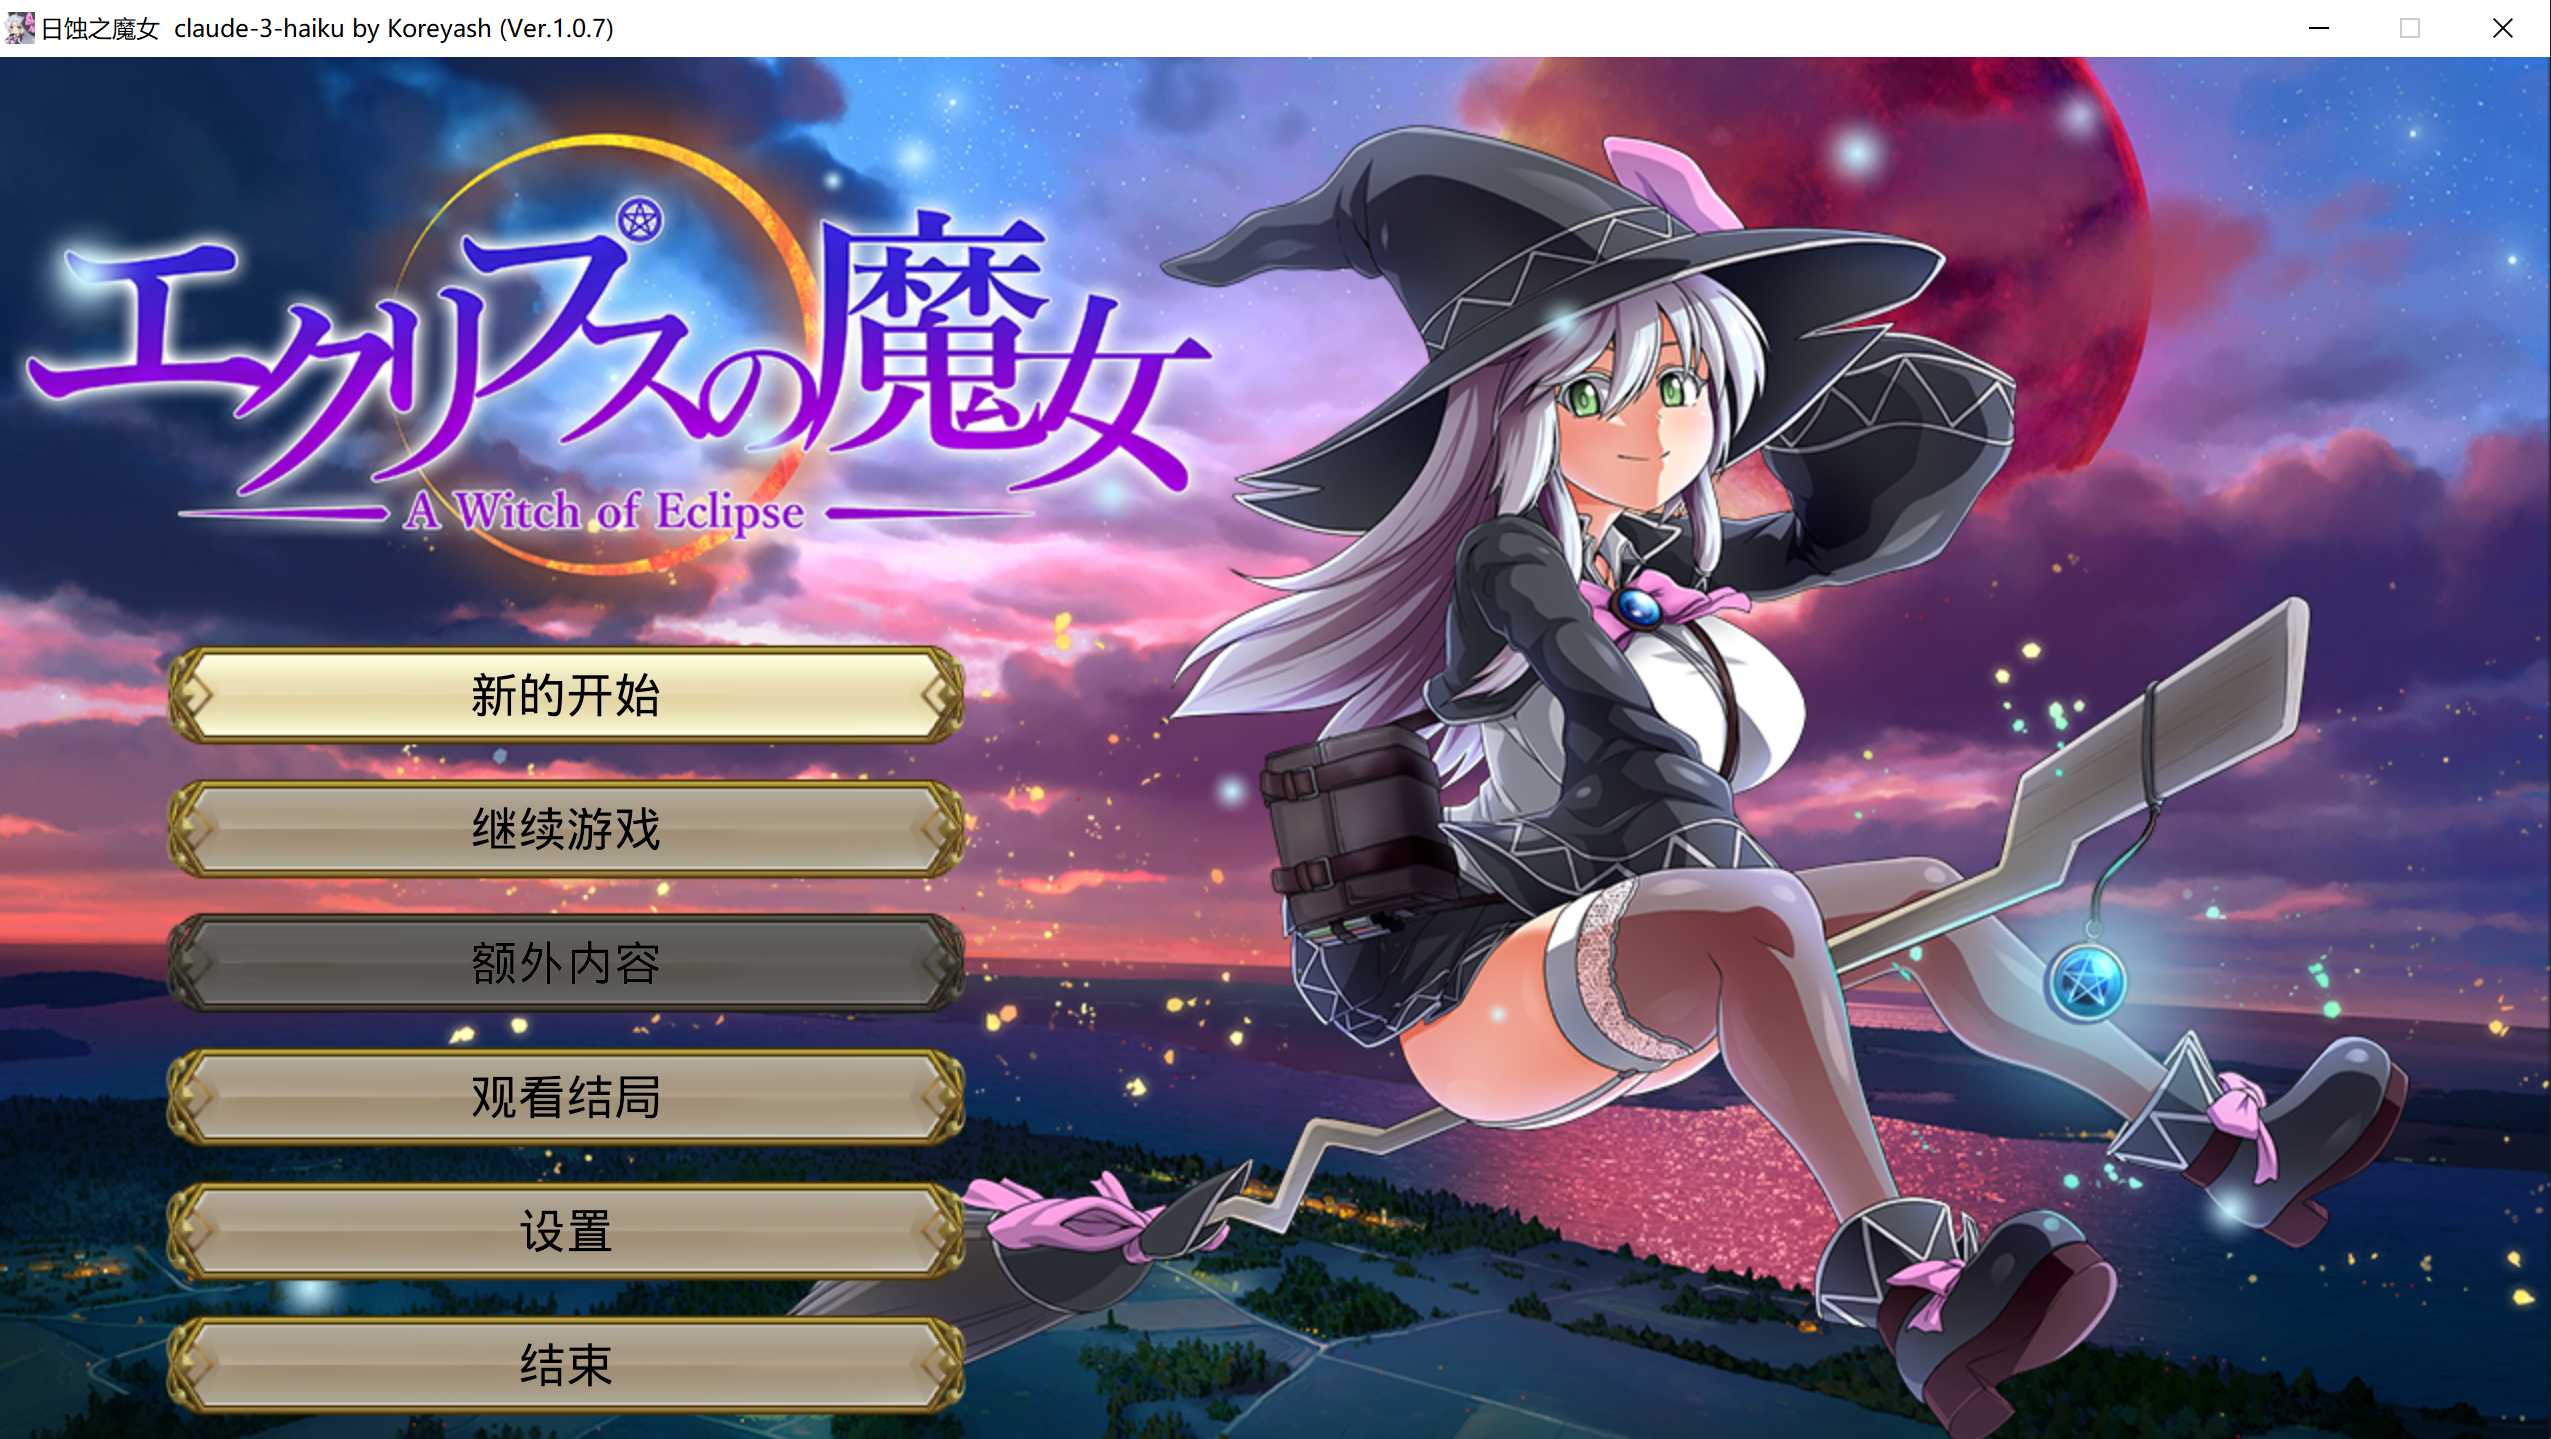 日蚀之魔女 claude-3-haiku by Koreyash (Ver.1.0.7)
エクリプスの魔女
A Witch of Eclipse
新的开始
继续游戏
额外内容
观看结局
设置
结束